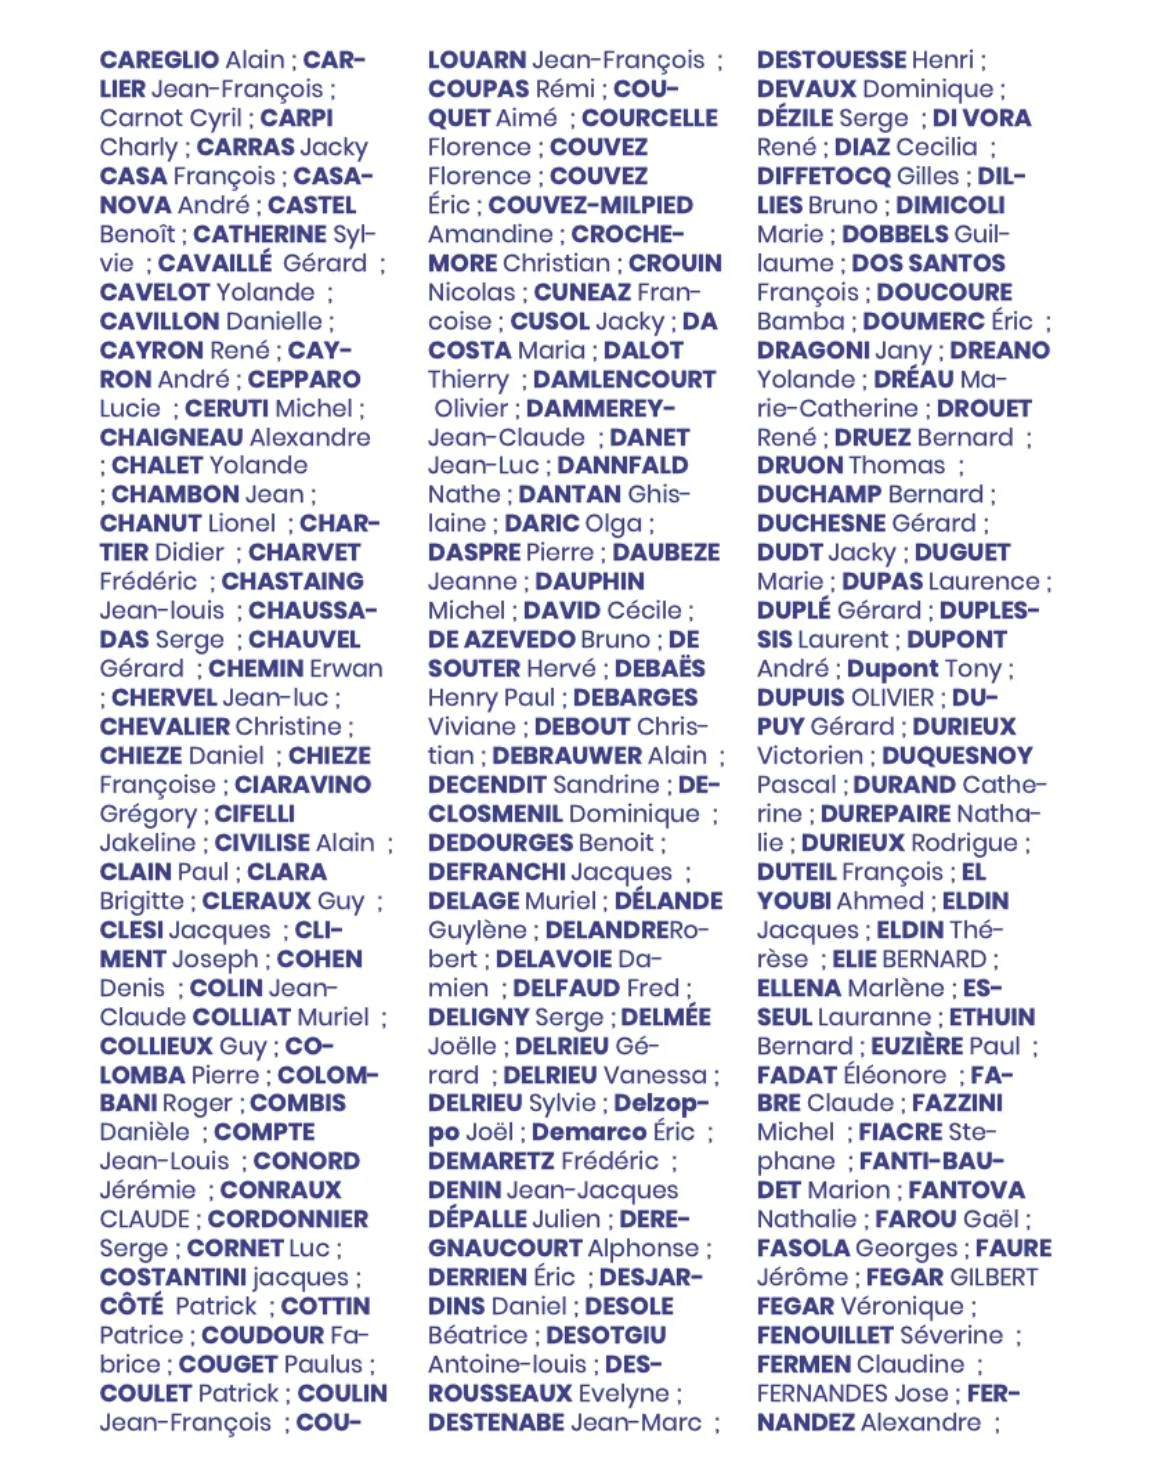 CAREGLIO Alain ; CAR-
LIER Jean-François ;
Carnot Cyril ; CARPI
Charly ; CARRAS Jacky
CASA François ; CASA-
NOVA André ; CASTEL
Benoît ; CATHERINE Syl-
vie ; CAVAILLÉ Gérard ;
CAVELOT Yolande ;
CAVILLON Danielle ;
CAYRON René ; CAY-
RON André ; CEPPARO
Lucie ; CERUTI Michel ;
CHAIGNEAU Alexandre
; CHALET Yolande
; CHAMBON Jean ;
CHANUT Lionel ; CHAR-
TIER Didier ; CHARVET
Frédéric ; CHASTAING
Jean-louis ; CHAUSSA-
DAS Serge ; CHAUVEL
Gérard ; CHEMIN Erwan
; CHERVEL Jean-luc ;
CHEVALIER Christine ;
CHIEZE Daniel ; CHIEZE
Françoise ; CIARAVINO
Grégory ; CIFELLI
Jakeline ; CIVILISE Alain ;
CLAIN Paul ; CLARA
Brigitte ; CLERAUX Guy ;
CLESI Jacques ; CLI-
MENT Joseph ; COHEN
Denis ; COLIN Jean-
Claude COLLIAT Muriel ;
COLLIEUX Guy ; CO-
LOMBA Pierre ; COLOM-
BANI Roger ; COMBIS
Danièle ; COMPTE
Jean-Louis ; CONORD
Jérémie ; CONRAUX
CLAUDE ; CORDONNIER
Serge ; CORNET Luc ;
COSTANTINI jacques ;
CÔTÉ Patrick ; COTTIN
Patrice ; COUDOUR Fa-
brice ; COUGET Paulus ;
COULET Patrick ; COULIN
Jean-François ; COU-
LOUARN Jean-François ;
COUPAS Rémi ; COU-
QUET Aimé ; COURCELLE
Florence ; COUVEZ
Florence ; COUVEZ
Éric ; COUVEZ-MILPIED
Amandine ; CROCHE-
MORE Christian ; CROUIN
Nicolas ; CUNEAZ Fran-
coise ; CUSOL Jacky ; DA
COSTA Maria ; DALOT
Thierry ; DAMLENCOURT
Olivier ; DAMMEREY-
Jean-Claude ; DANET
Jean-Luc ; DANNFALD
Nathe ; DANTAN Ghis-
laine ; DARIC Olga ;
DASPRE Pierre ; DAUBEZE
Jeanne ; DAUPHIN
Michel ; DAVID Cécile ;
DE AZEVEDO Bruno ; DE
SOUTER Hervé ; DEBAËS
Henry Paul ; DEBARGES
Viviane ; DEBOUT Chris-
tian ; DEBRAUWER Alain ;
DECENDIT Sandrine ; DE-
CLOSMENIL Dominique ;
DEDOURGES Benoit ;
DEFRANCHI Jacques ;
DELAGE Muriel ; DÉLANDE
Guylène ; DELANDRERo-
bert ; DELAVOIE Da-
mien ; DELFAUD Fred ;
DELIGNY Serge ; DELMÉE
Joëlle ; DELRIEU Gé-
rard ; DELRIEU Vanessa ;
DELRIEU Sylvie ; Delzop-
po Joël ; Demarco Éric ;
DEMARETZ Frédéric ;
DENIN Jean-Jacques
DÉPALLE Julien ; DERE-
GNAUCOURT Alphonse ;
DERRIEN Éric ; DESJAR-
DINS Daniel ; DESOLE
Béatrice ; DESOTGIU
Antoine-louis ; DES-
ROUSSEAUX Evelyne ;
DESTENABE Jean-Marc ;
DESTOUESSE Henri ;
DEVAUX Dominique ;
DÉZILE Serge ; DI VORA
René ; DIAZ Cecilia ;
DIFFETOCQ Gilles ; DIL-
LIES Bruno ; DIMICOLI
Marie ; DOBBELS Guil-
laume ; DOS SANTOS
François ; DOUCOURE
Bamba ; DOUMERC Éric ;
DRAGONI Jany ; DREANO
Yolande ; DRÉAU Ma-
rie-Catherine ; DROUET
René ; DRUEZ Bernard ;
DRUON Thomas ;
DUCHAMP Bernard ;
DUCHESNE Gérard ;
DUDT Jacky ; DUGUET
Marie ; DUPAS Laurence ;
DUPLÉ Gérard ; DUPLES-
SIS Laurent ; DUPONT
André ; Dupont Tony ;
DUPUIS OLIVIER ; DU-
PUY Gérard ; DURIEUX
Victorien ; DUQUESNOY
Pascal ; DURAND Cathe-
rine ; DUREPAIRE Natha-
lie ; DURIEUX Rodrigue ;
DUTEIL François ; EL
YOUBI Ahmed ; ELDIN
Jacques ; ELDIN Thé-
rèse ; ELIE BERNARD ;
ELLENA Marlène ; ES-
SEUL Lauranne ; ETHUIN
Bernard ; EUZIÈRE Paul ;
FADAT Éléonore ; FA-
BRE Claude ; FAZZINI
Michel ; FIACRE Ste-
phane ; FANTI-BAU-
DET Marion ; FANTOVA
Nathalie ; FAROU Gaël ;
FASOLA Georges ; FAURE
Jérôme ; FEGAR GILBERT
FEGAR Véronique ;
FENOUILLET Séverine ;
FERMEN Claudine ;
FERNANDES Jose ; FER-
NANDEZ Alexandre ;